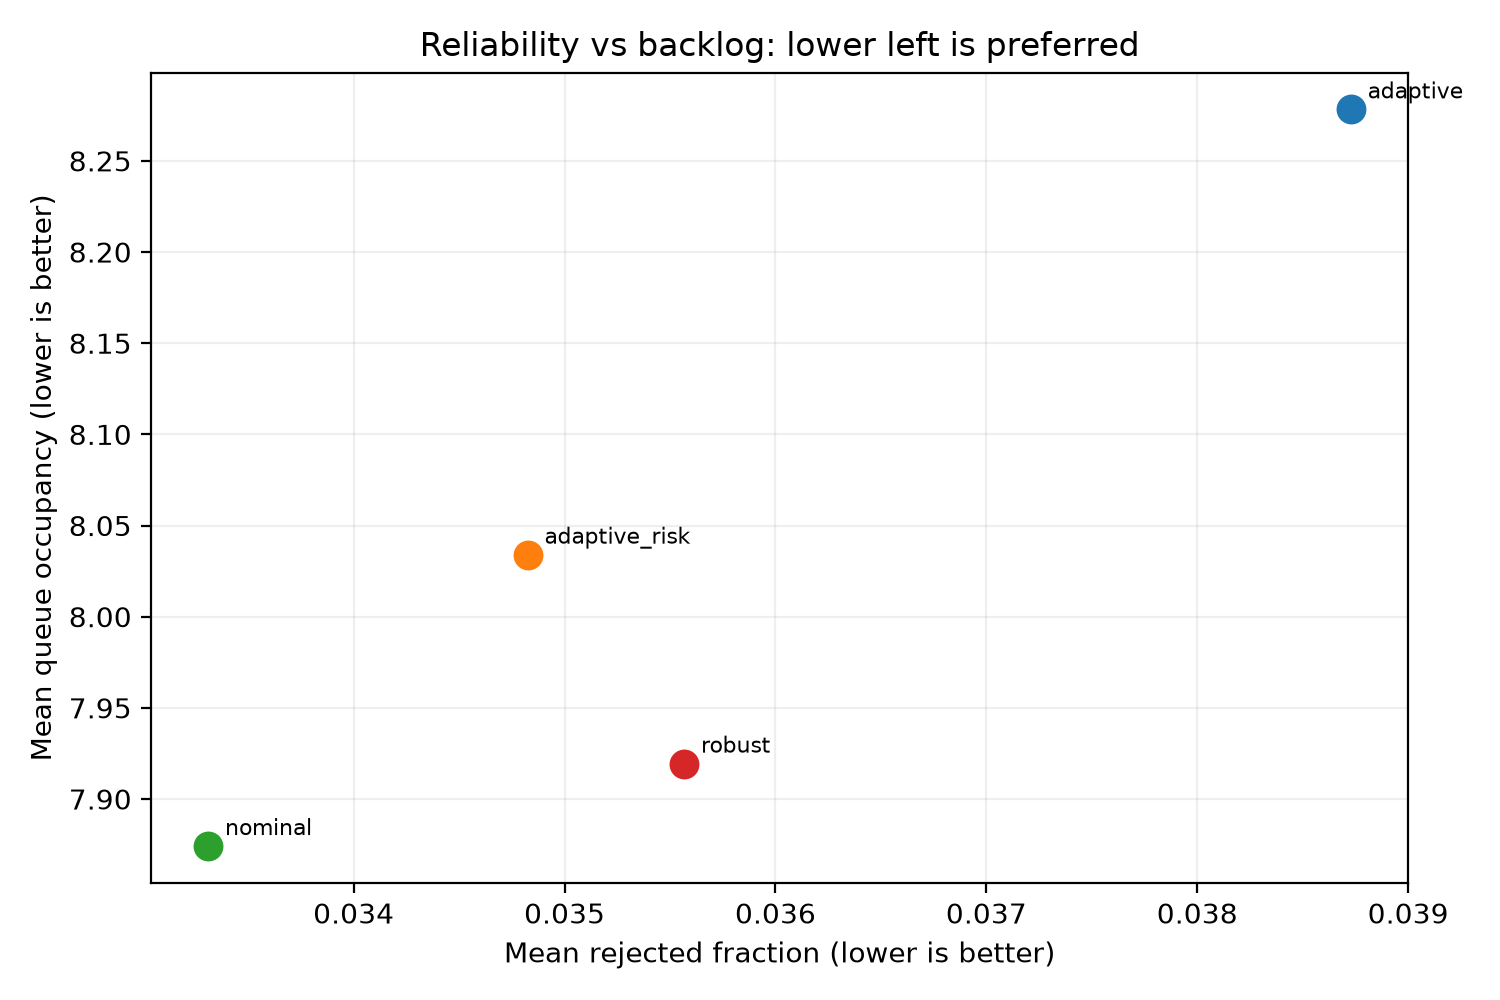 Reliability vs backlog: lower left is preferred
Mean queue occupancy (lower is better)
8.25
8.20
8.15
8.10
8.05
8.00
7.95
7.90
adaptive
adaptive_risk
robust
nominal
0.034
0.035
0.036
0.037
0.038
0.039
Mean rejected fraction (lower is better)